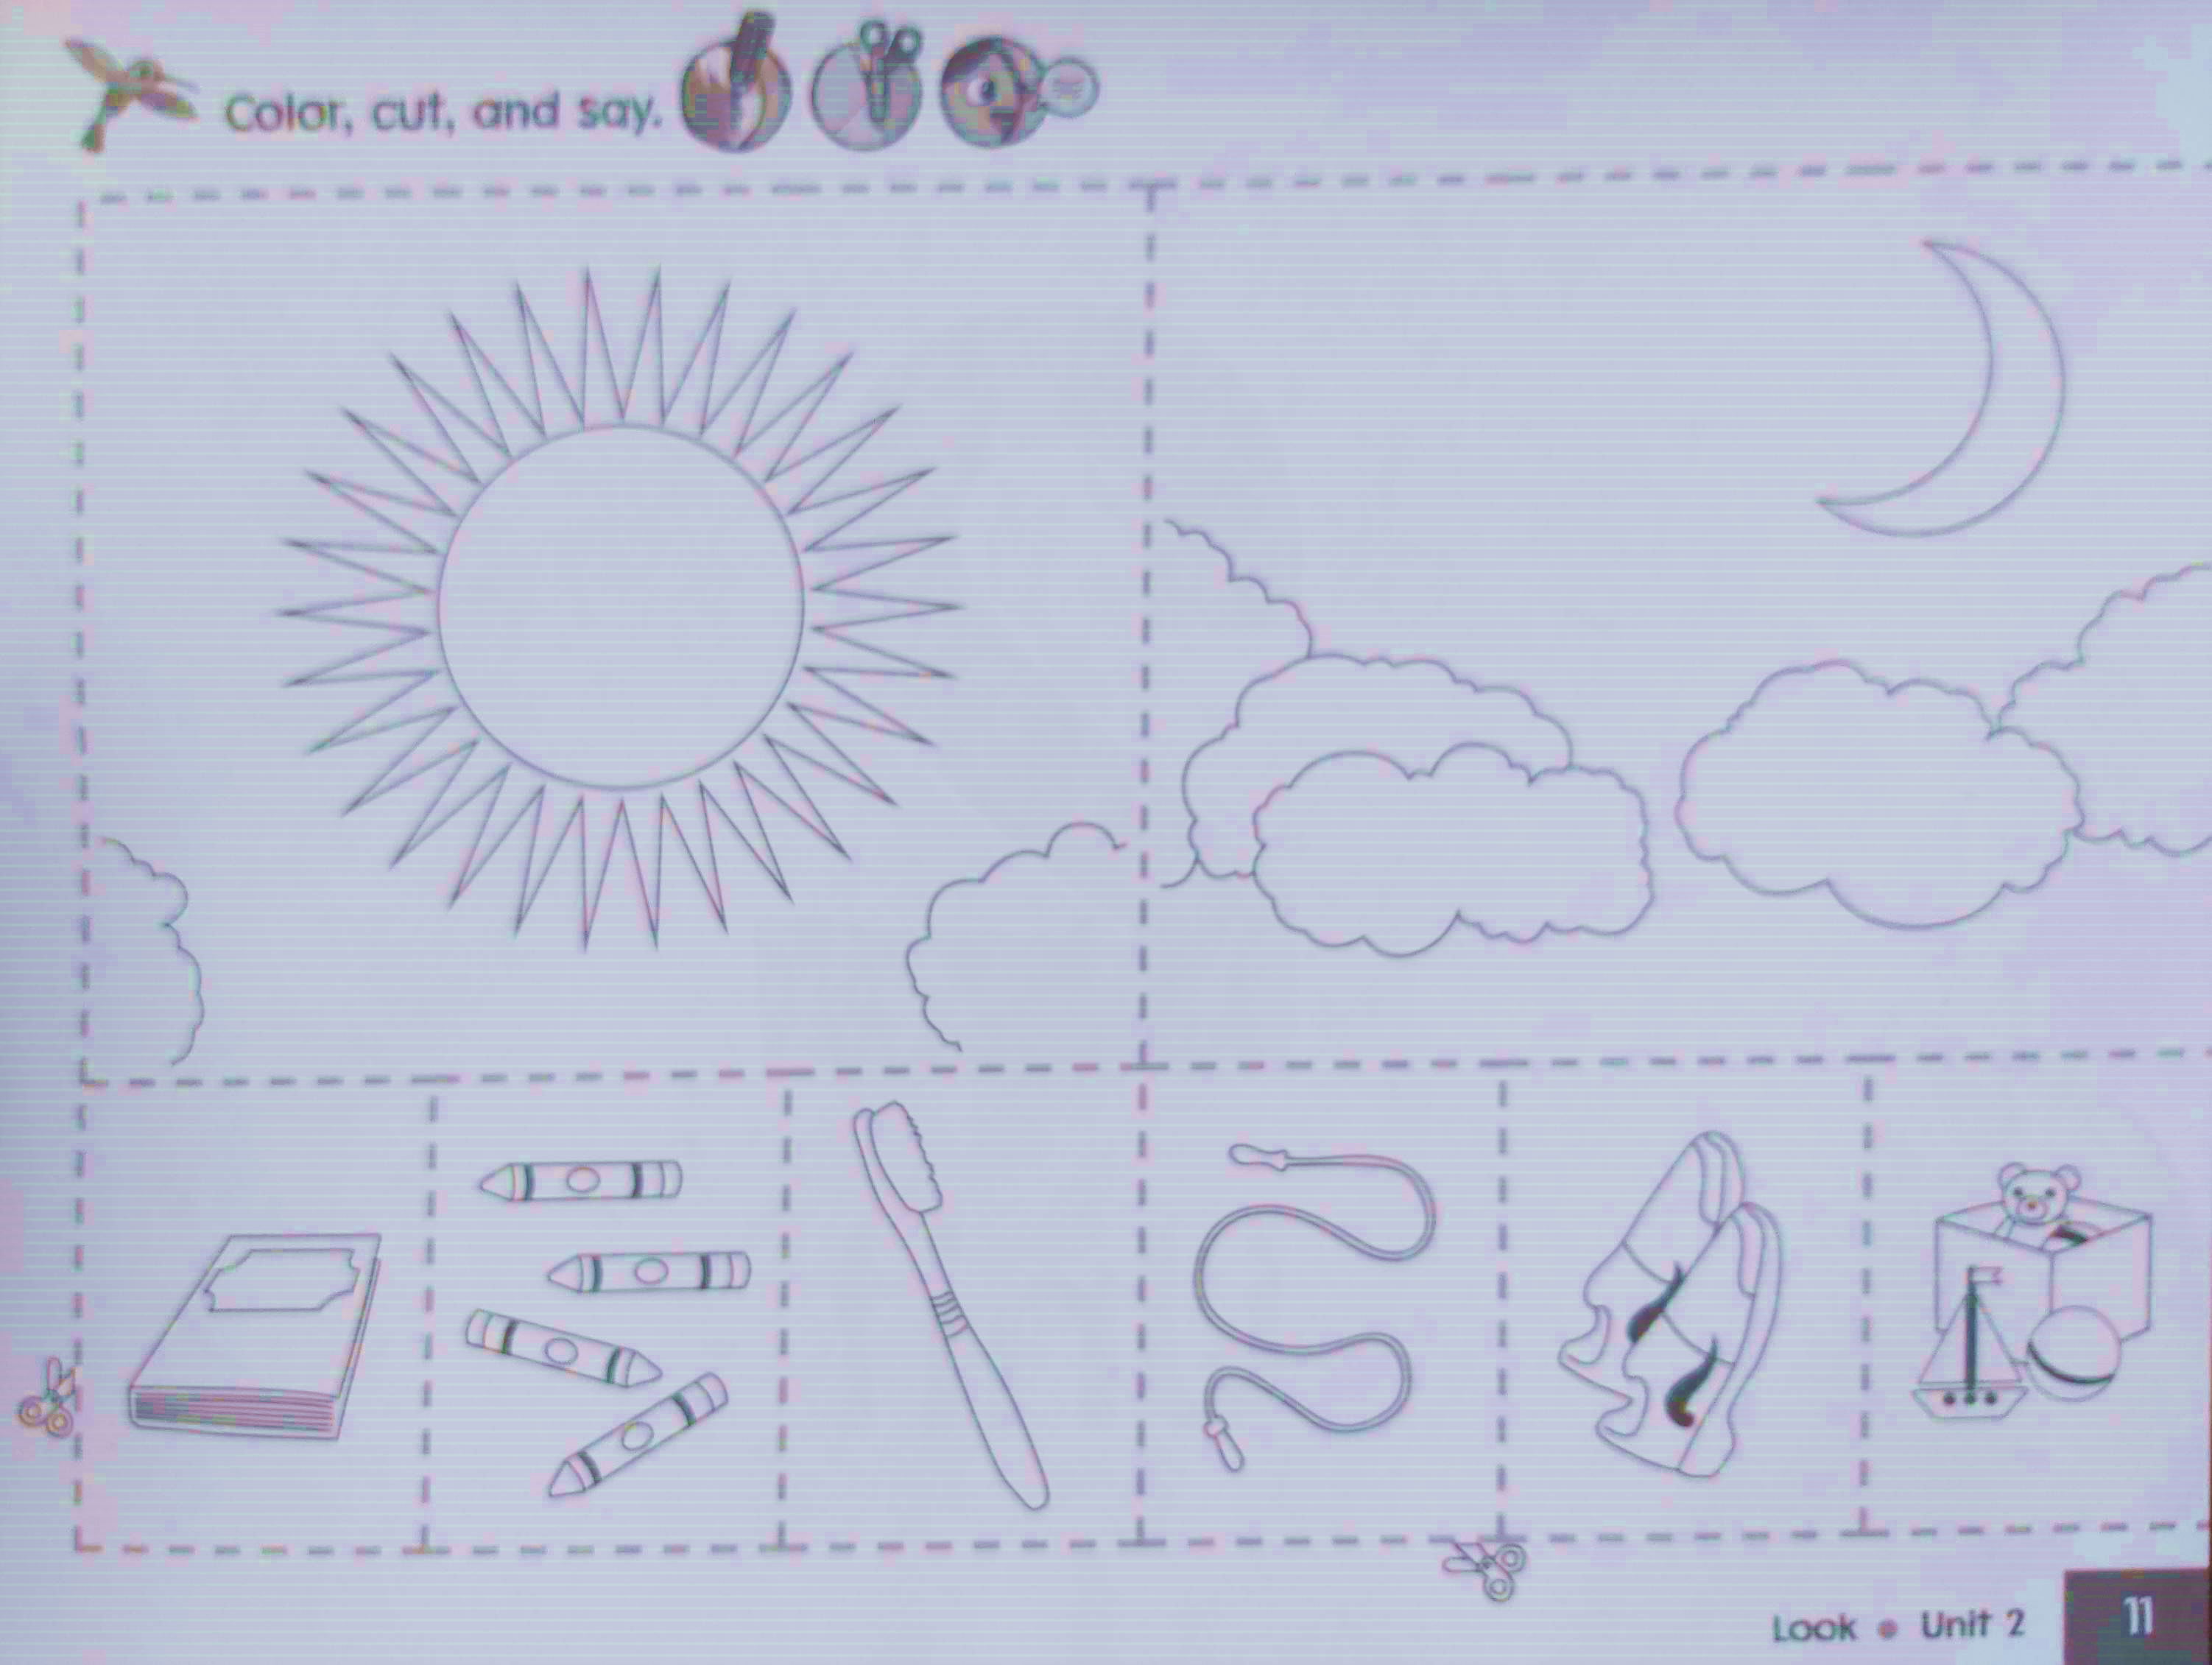 Color, cut, and say.
Look • Unit 2
11